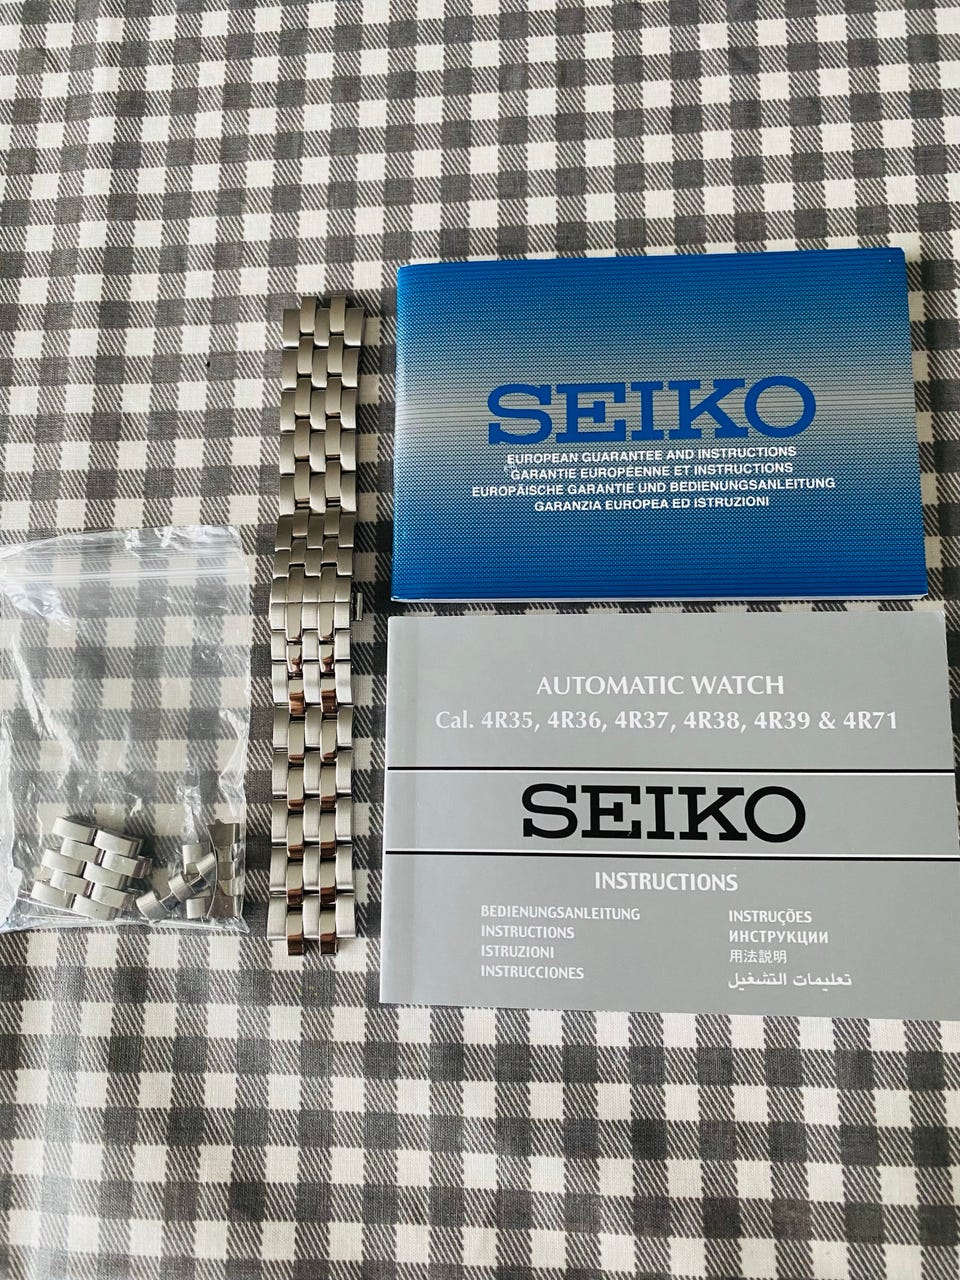 SEIKO
EUROPEAN GUARANTEE AND INSTRUCTIONS
GARANTIE EUROPÉENNE ET INSTRUCTIONS
EUROPÄISCHE GARANTIE UND BEDIENUNGSANLEITUNG
GARANZIA EUROPEA ED ISTRUZIONI
AUTOMATIC WATCH
Cal. 4R35, 4R36, 4R37, 4R38, 4R39 & 4R71
SEIKO
INSTRUCTIONS
BEDIENUNGSANLEITUNG
INSTRUCTIONS
ISTRUZIONI
INSTRUCCIONES
INSTRUÇÕES
ИНСТРУКЦИИ
用法説明
تعليمات التشغيل